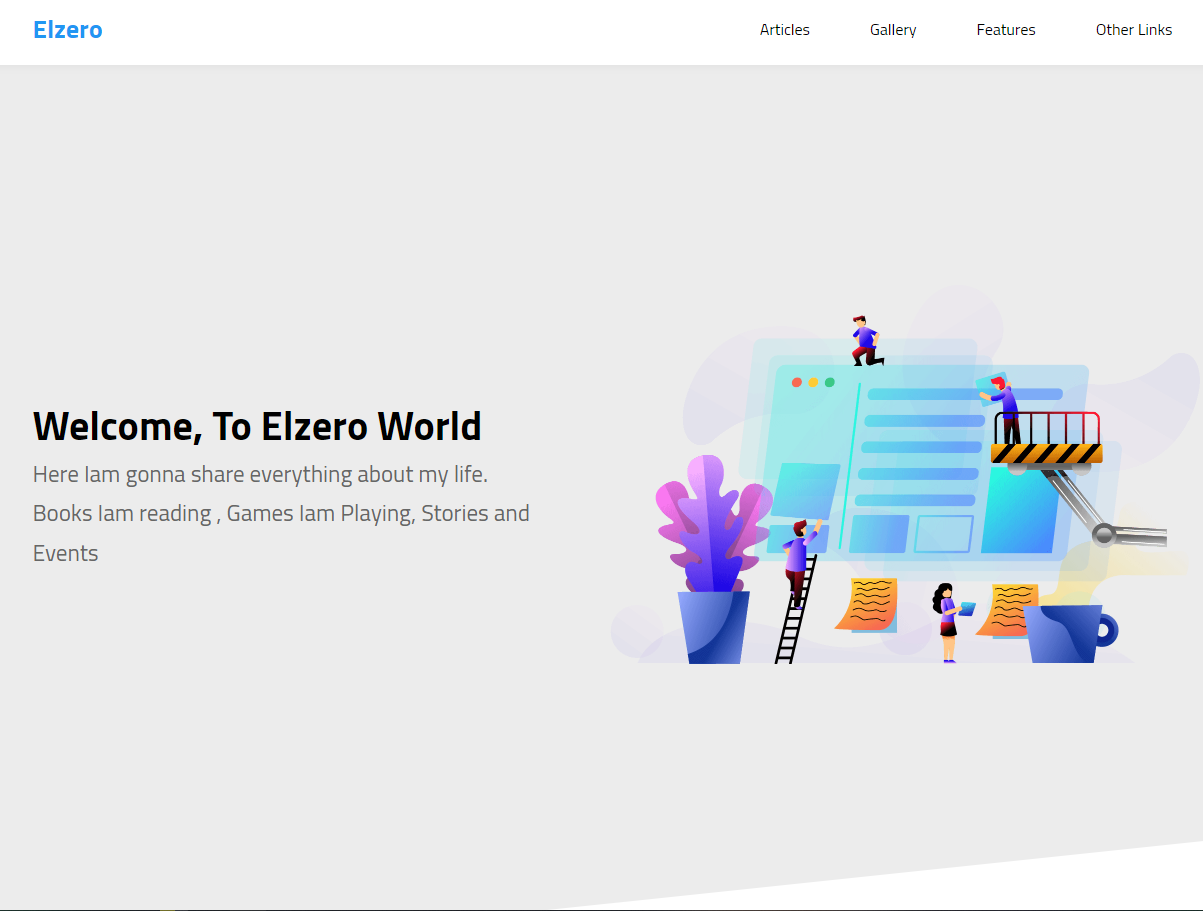 Elzero
Articles
Gallery
Features
Other Links
Welcome, To Elzero World
Here Iam gonna share everything about my life.
Books Iam reading , Games Iam Playing, Stories and
Events